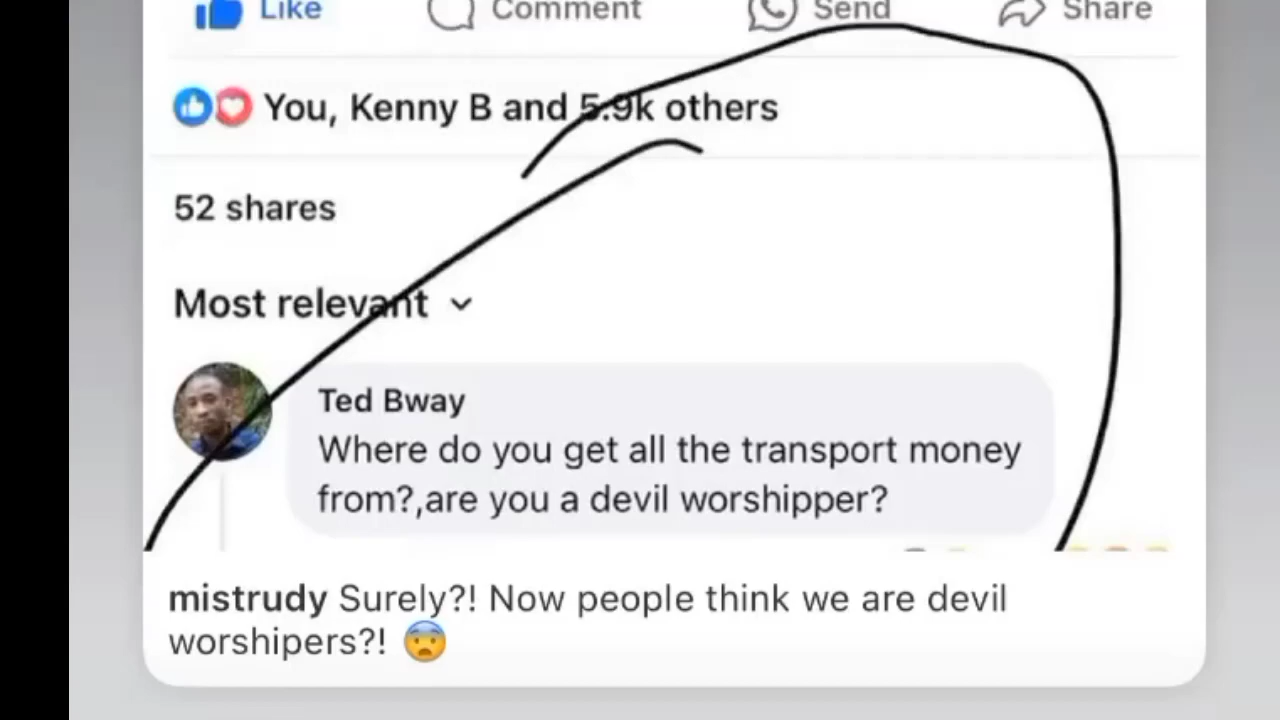 Like Comment Send Share
You, Kenny B and 5.9k others
52 shares
Most relevant
Ted Bway
Where do you get all the transport money
from?,are you a devil worshipper?
mistrudy Surely?! Now people think we are devil
worshipers?! 😨